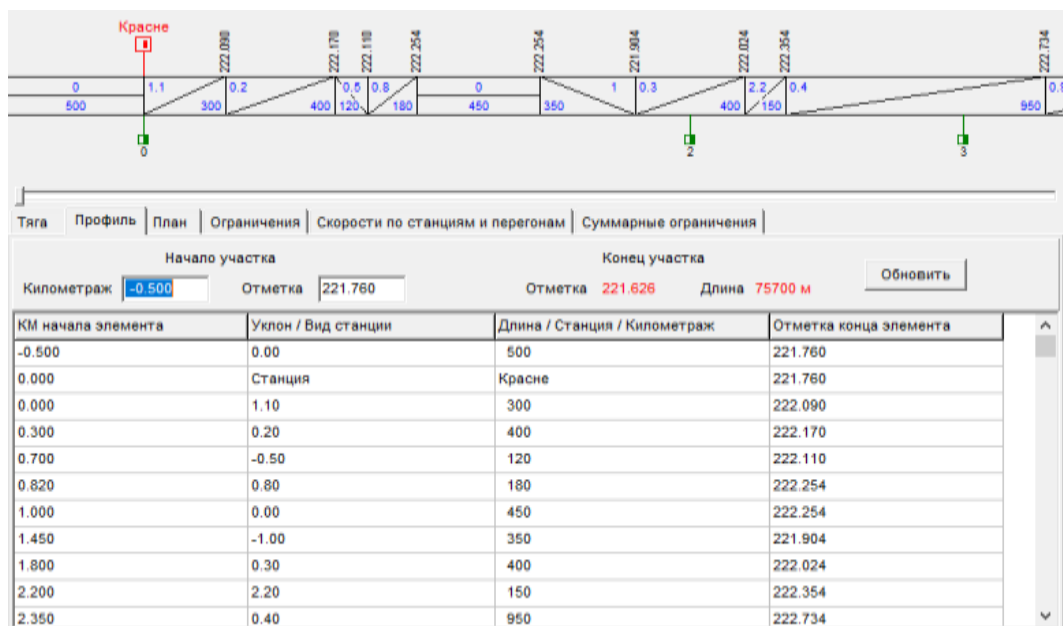 Красне
222.090 222.170 222.110 222.254 222.254 221.904 222.024 222.354 222.734
0 1.1 0.2 0.5 0.8 0 1 0.3 2.2 0.4
500 300 400 120 180 450 350 400 150 950
0 2 3
Тяга Профиль План Ограничения Скорости по станциям и перегонам Суммарные ограничения
Начало участка Конец участка
Километраж -0.500 Отметка 221.760 Отметка 221.626 Длина 75700 м Обновить
КМ начала элемента Уклон / Вид станции Длина / Станция / Километраж Отметка конца элемента
-0.500 0.00 500 221.760
0.000 Станция Красне 221.760
0.000 1.10 300 222.090
0.300 0.20 400 222.170
0.700 -0.50 120 222.110
0.820 0.80 180 222.254
1.000 0.00 450 222.254
1.450 -1.00 350 221.904
1.800 0.30 400 222.024
2.200 2.20 150 222.354
2.350 0.40 950 222.734